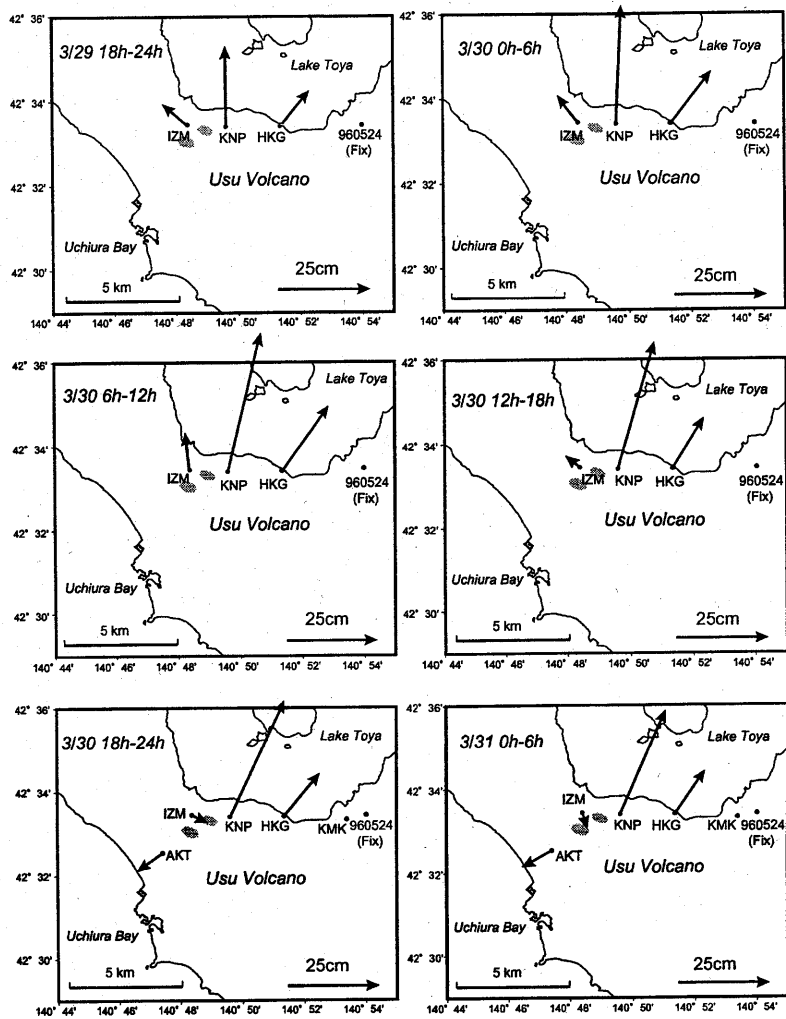 42° 36'
3/29 18h-24h
Lake Toya
42° 34'
IZM
KNP
HKG
960524
(Fix)
42° 32'
Usu Volcano
Uchiura Bay
42° 30'
5 km
25cm
140° 44' 140° 46' 140° 48' 140° 50' 140° 52' 140° 54'
42° 36'
3/30 0h-6h
Lake Toya
42° 34'
IZM
KNP
HKG
960524
(Fix)
42° 32'
Usu Volcano
Uchiura Bay
42° 30'
5 km
25cm
140° 44' 140° 46' 140° 48' 140° 50' 140° 52' 140° 54'
42° 36'
3/30 6h-12h
Lake Toya
42° 34'
IZM
KNP
HKG
960524
(Fix)
42° 32'
Usu Volcano
Uchiura Bay
42° 30'
5 km
25cm
140° 44' 140° 46' 140° 48' 140° 50' 140° 52' 140° 54'
42° 36'
3/30 12h-18h
Lake Toya
42° 34'
IZM
KNP
HKG
960524
(Fix)
42° 32'
Usu Volcano
Uchiura Bay
42° 30'
5 km
25cm
140° 44' 140° 46' 140° 48' 140° 50' 140° 52' 140° 54'
42° 36'
3/30 18h-24h
Lake Toya
42° 34'
IZM
KNP
HKG
KMK
960524
(Fix)
AKT
42° 32'
Usu Volcano
Uchiura Bay
42° 30'
5 km
25cm
140° 44' 140° 46' 140° 48' 140° 50' 140° 52' 140° 54'
42° 36'
3/31 0h-6h
Lake Toya
42° 34'
IZM
KNP
HKG
KMK
960524
(Fix)
AKT
42° 32'
Usu Volcano
Uchiura Bay
42° 30'
5 km
25cm
140° 44' 140° 46' 140° 48' 140° 50' 140° 52' 140° 54'